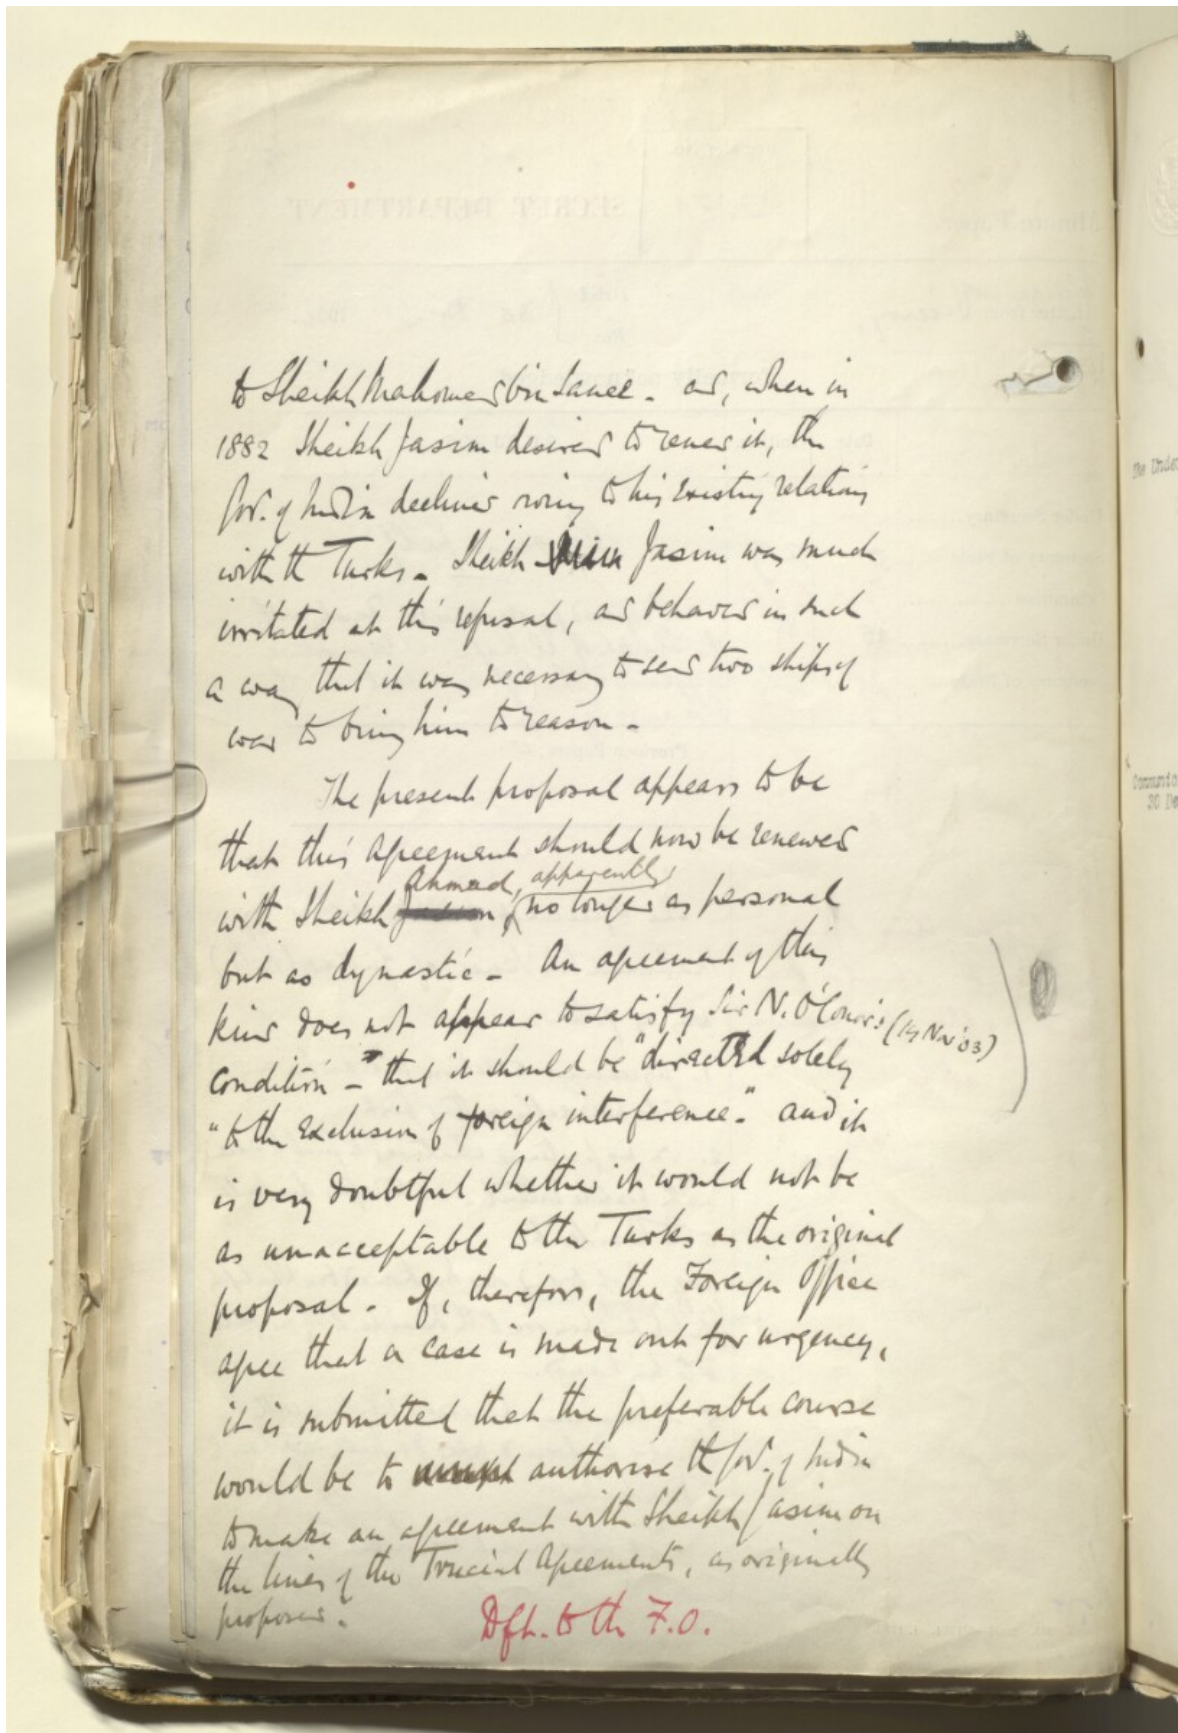 to Sheikh Mahomed bin Sanee - and, when in
1882 Sheikh Jasim desired to renew it, the
Gov. of India declined owing to his existing relations
with the Turks - Sheikh Jasim was much
irritated at this refusal, and behaved in such
a way that it was necessary to send two ships of
war to bring him to reason -
The present proposal appears to be
that this agreement should now be renewed
Ahmed, apparently
with Sheikh Jasim no longer as personal
but as dynastic - An agreement of this
kind does not appear to satisfy Sir N. O'Conor's (14 Nov '03)
condition - that it should be "directed solely
"to the exclusion of foreign interference". and it
is very doubtful whether it would not be
as unacceptable to the Turks as the original
proposal. If, therefore, the Foreign Office
agree that a case is made out for urgency,
it is submitted that the preferable course
would be to authorise the Gov. of India
to make an agreement with Sheikh Jasim on
the lines of the Trucial Agreements, as originally
proposed.
Dft. to the F.O.
SECRET DEPARTMENT
The Under
30 De